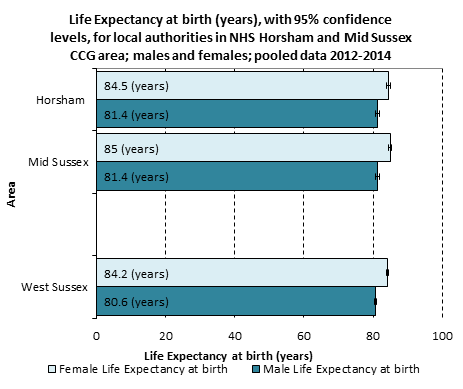 Life Expectancy at birth (years), with 95% confidence
levels, for local authorities in NHS Horsham and Mid Sussex
CCG area; males and females; pooled data 2012-2014
Horsham
84.5 (years)
81.4 (years)
Mid Sussex
85 (years)
81.4 (years)
Area
West Sussex
84.2 (years)
80.6 (years)
0 20 40 60 80 100
Life Expectancy at birth (years)
Female Life Expectancy at birth Male Life Expectancy at birth